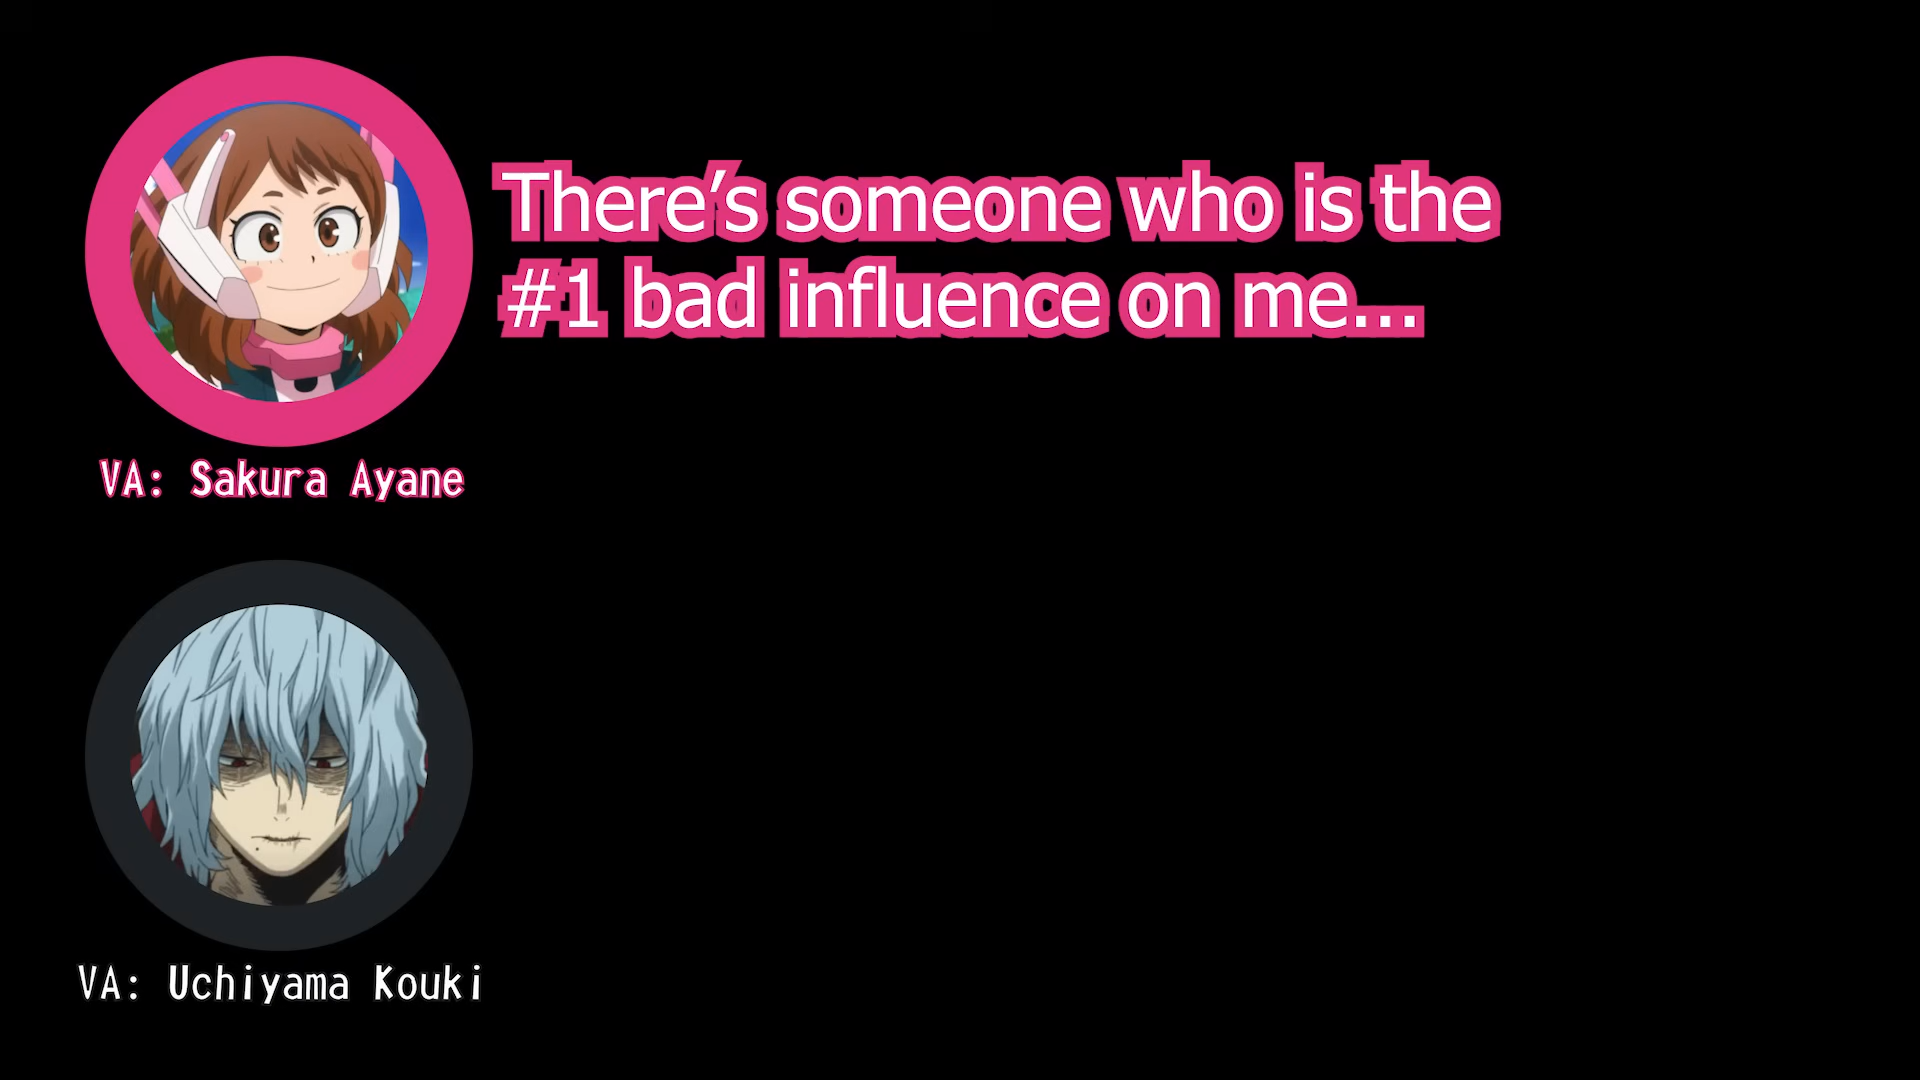 There’s someone who is the
#1 bad influence on me...
VA: Sakura Ayane
VA: Uchiyama Kouki